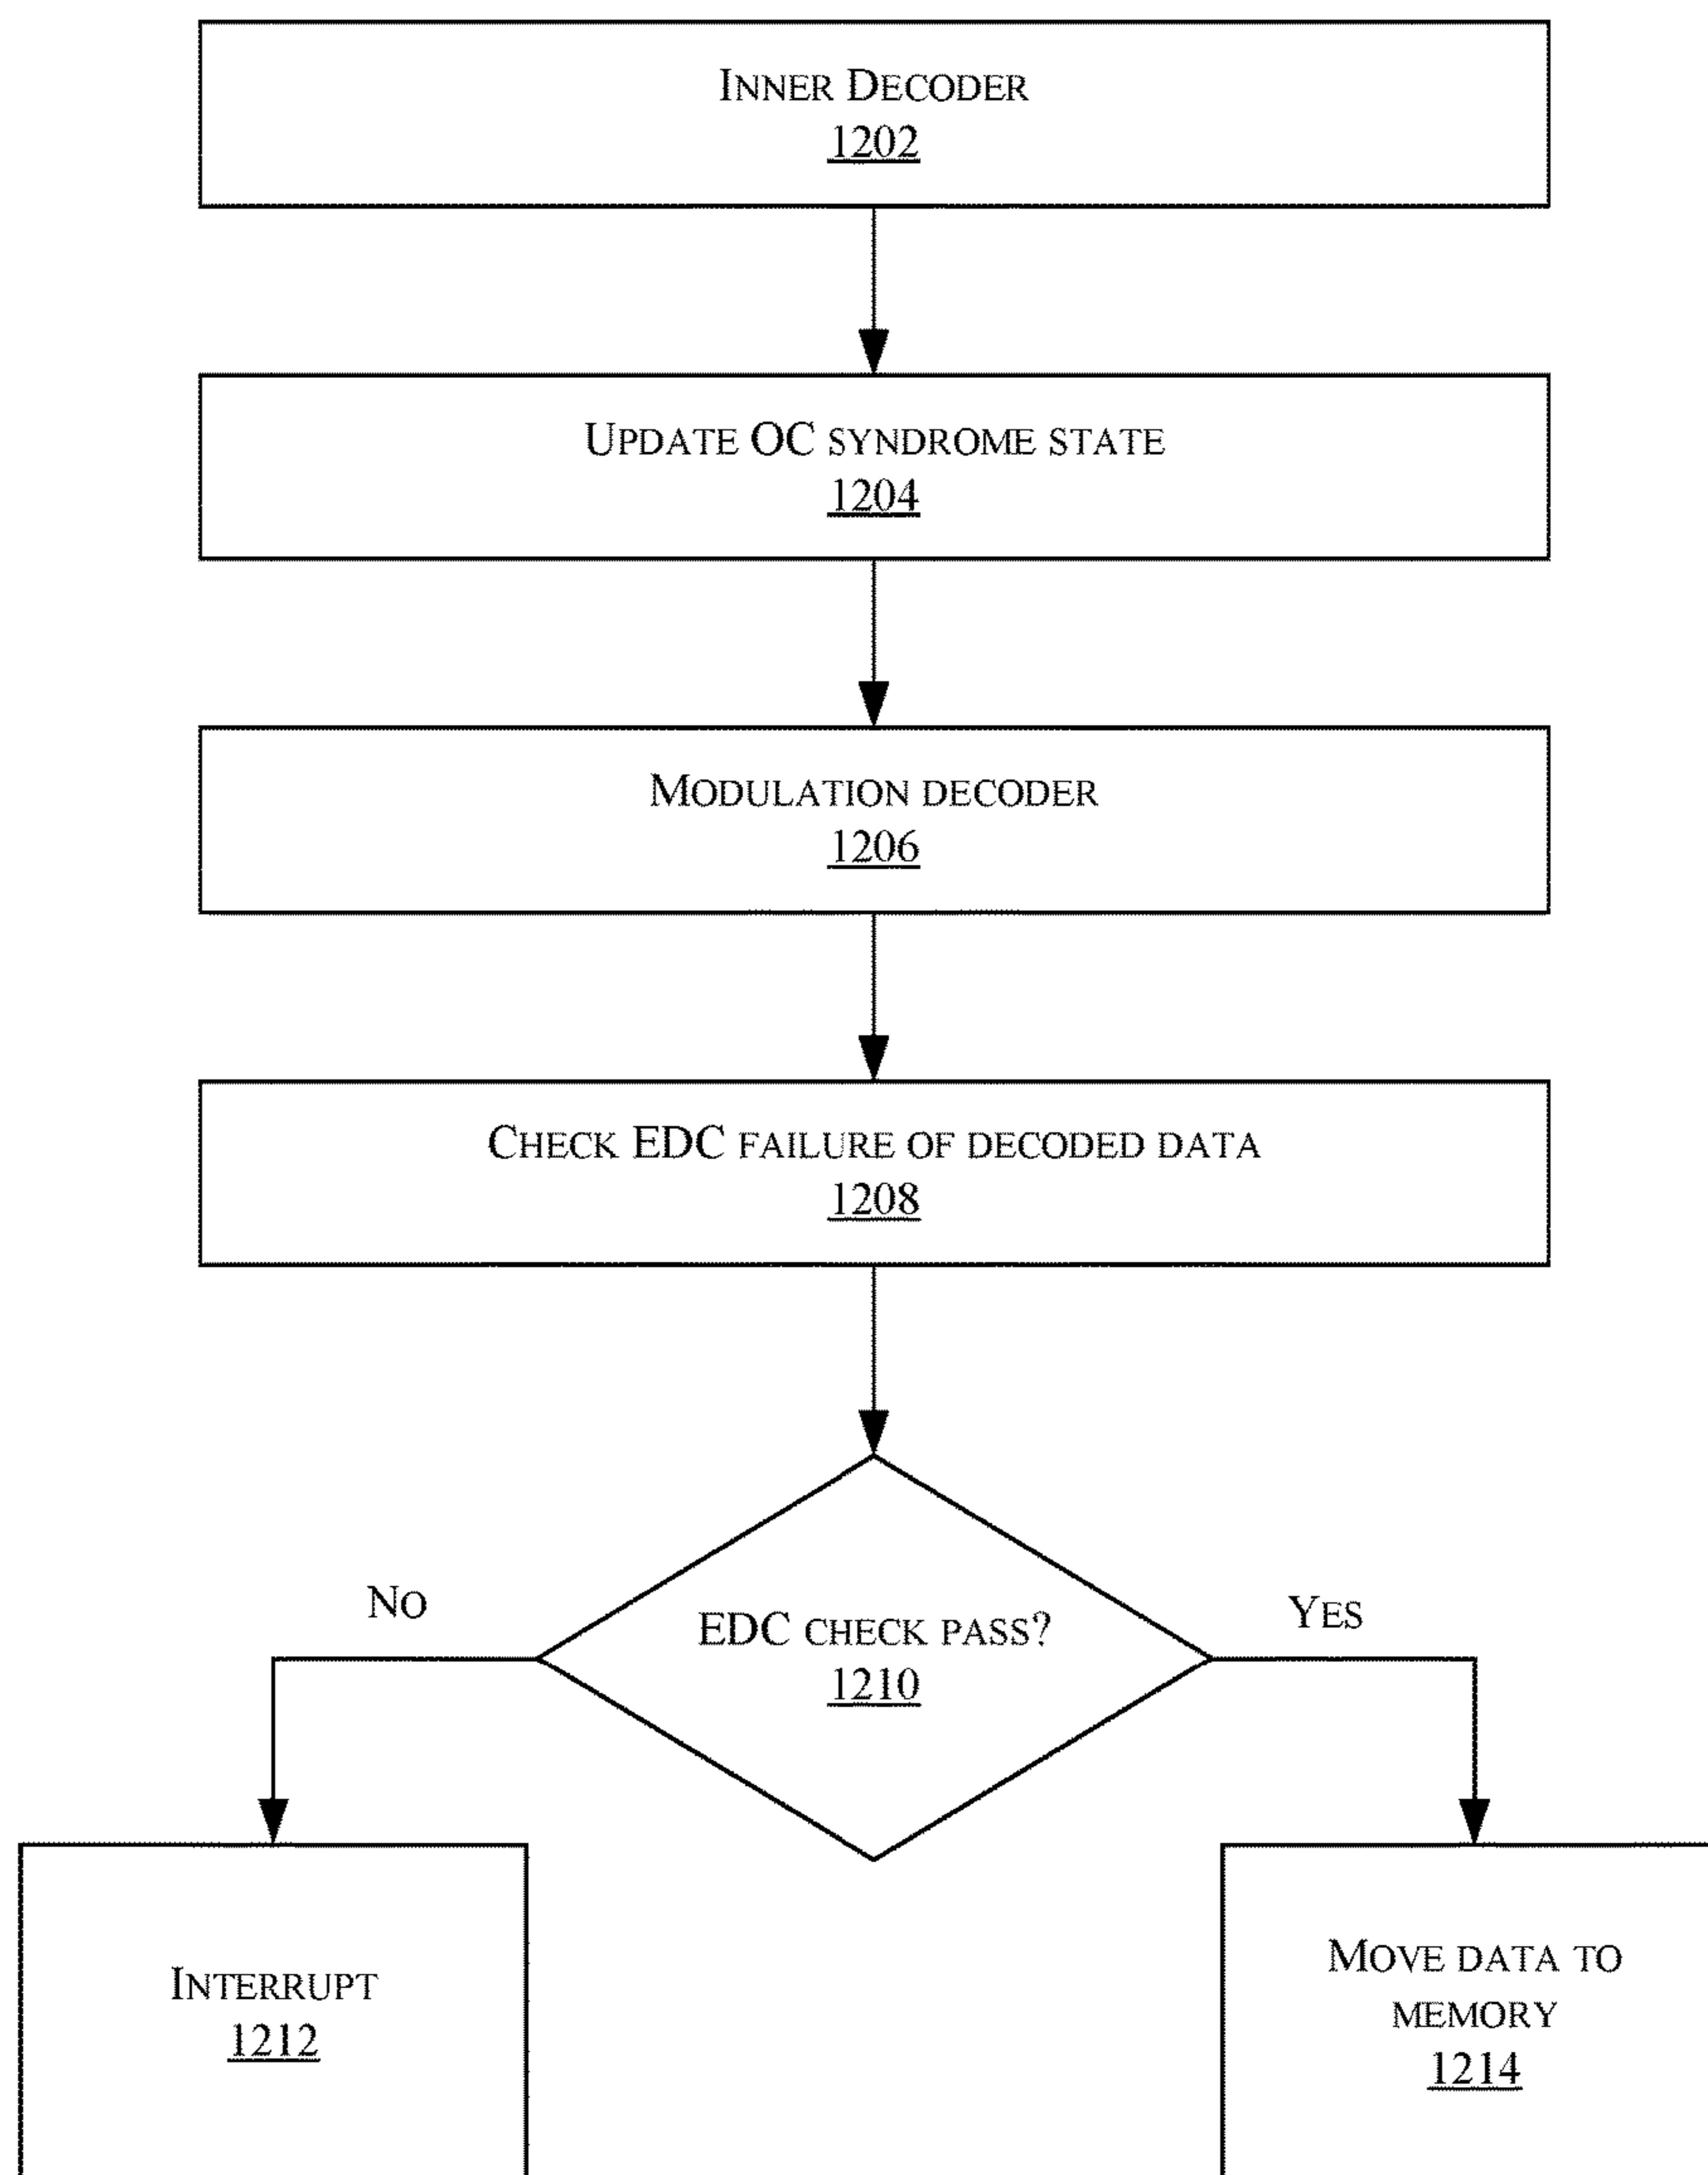 INNER DECODER
1202
UPDATE OC SYNDROME STATE
1204
MODULATION DECODER
1206
CHECK EDC FAILURE OF DECODED DATA
1208
NO
YES
EDC CHECK PASS?
1210
INTERRUPT
1212
MOVE DATA TO
MEMORY
1214